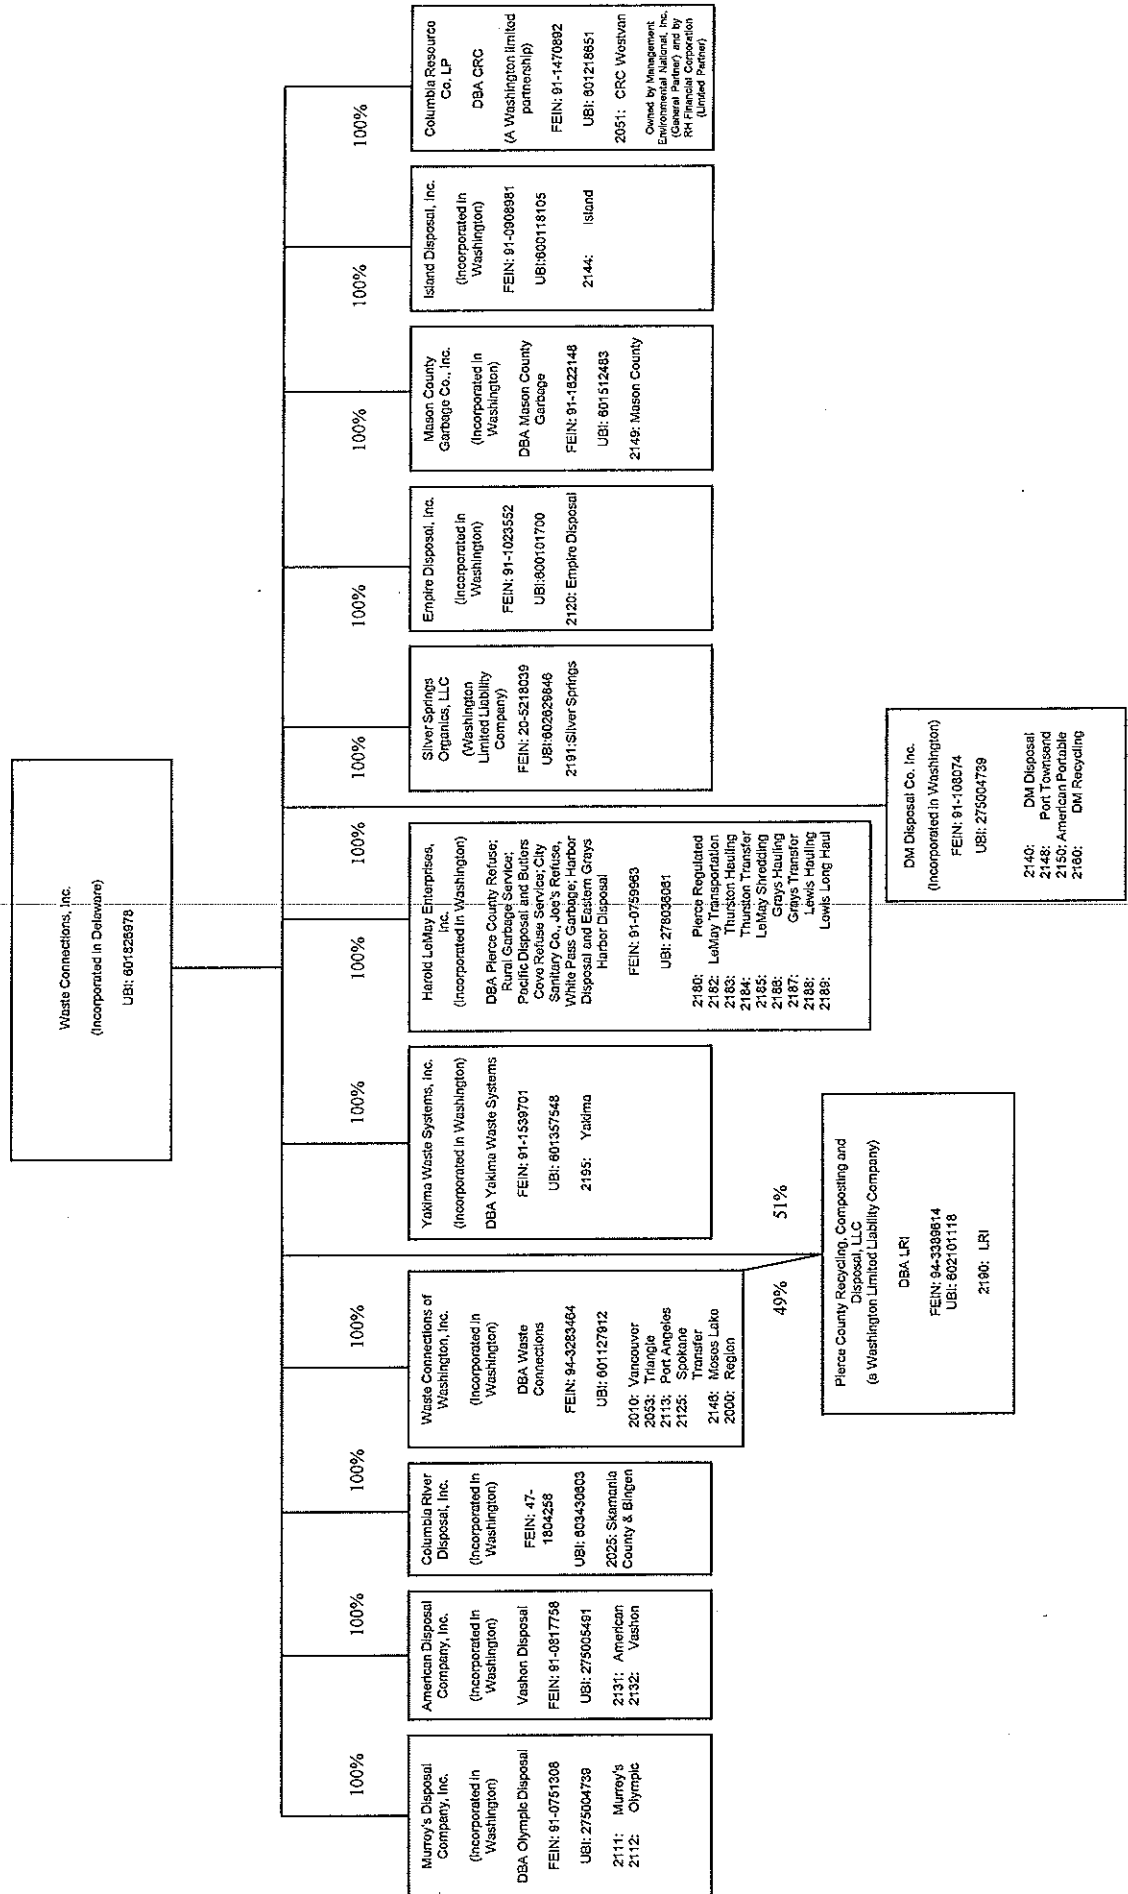 Waste Connections, Inc.
(Incorporated in Delaware)
UBI: 601826978
100%
100%
100%
100%
100%
100%
100%
100%
100%
100%
100%
100%
Murrey's Disposal
Company, Inc.
(Incorporated in
Washington)
DBA Olympic Disposal
FEIN: 91-0751308
UBI: 275004739
2111: Murrey's
2112: Olympic
American Disposal
Company, Inc.
(Incorporated in
Washington)
Vashon Disposal
FEIN: 91-0817758
UBI: 275005491
2131: American
2132: Vashon
Columbia River
Disposal, Inc.
(Incorporated in
Washington)
FEIN: 47-
1804258
UBI: 603430803
2025: Skamania
County & Bingen
Waste Connections of
Washington, Inc.
(Incorporated in
Washington)
DBA Waste
Connections
FEIN: 94-3283464
UBI: 601127912
2010: Vancouver
2053: Triangle
2113: Port Angeles
2125: Spokane
Transfer
2146: Moses Lake
2000: Region
Yakima Waste Systems, Inc.
(Incorporated in Washington)
DBA Yakima Waste Systems
FEIN: 91-1539701
UBI: 601357548
2195: Yakima
Harold LeMay Enterprises,
Inc.
(Incorporated in Washington)
DBA Pierce County Refuse;
Rural Garbage Service;
Pacific Disposal and Butlers
Cove Refuse Service; City
Sanitary Co., Joe's Refuse,
White Pass Garbage; Harbor
Disposal and Eastern Grays
Harbor Disposal
FEIN: 91-0759963
UBI: 278036081
2180: Pierce Regulated
2182: LeMay Transportation
2183: Thurston Hauling
2184: Thurston Transfer
2185: LeMay Shredding
2186: Grays Hauling
2187: Grays Transfer
2188: Lewis Hauling
2189: Lewis Long Haul
Silver Springs
Organics, LLC
(Washington
Limited Liability
Company)
FEIN: 20-5218039
UBI:602629846
2191:Silver Springs
Empire Disposal, Inc.
(Incorporated in
Washington)
FEIN: 91-1023552
UBI:600101700
2120: Empire Disposal
Mason County
Garbage Co., Inc.
(Incorporated in
Washington)
DBA Mason County
Garbage
FEIN: 91-1622148
UBI: 601512483
2149: Mason County
Island Disposal, Inc.
(Incorporated in
Washington)
FEIN: 91-0908981
UBI:600118105
2144: Island
Columbia Resource
Co. LP
DBA CRC
(A Washington limited
partnership)
FEIN: 91-1470892
UBI: 601218651
2051: CRC Westvan
Owned by Management
Environmental National, Inc.
(General Partner) and by
RH Financial Corporation
(Limited Partner)
49%
51%
Pierce County Recycling, Composting and
Disposal, LLC
(a Washington Limited Liability Company)
DBA LRI
FEIN: 94-3389614
UBI: 602101118
2190: LRI
DM Disposal Co. Inc.
(Incorporated in Washington)
FEIN: 91-108074
UBI: 275004739
2140: DM Disposal
2148: Port Townsend
2150: American Portable
2160: DM Recycling